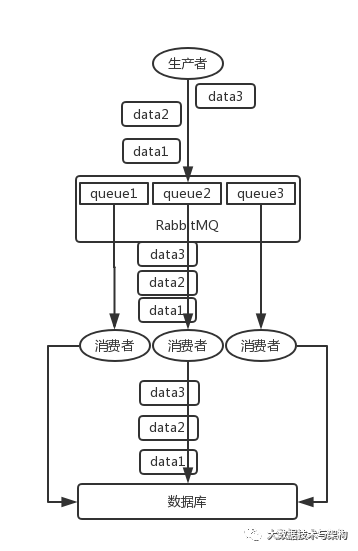 生产者
data3
data2
data1
queue1 queue2 queue3
RabbitMQ
data3
data2
data1
消费者 消费者 消费者
data3
data2
data1
数据库
大数据技术与架构